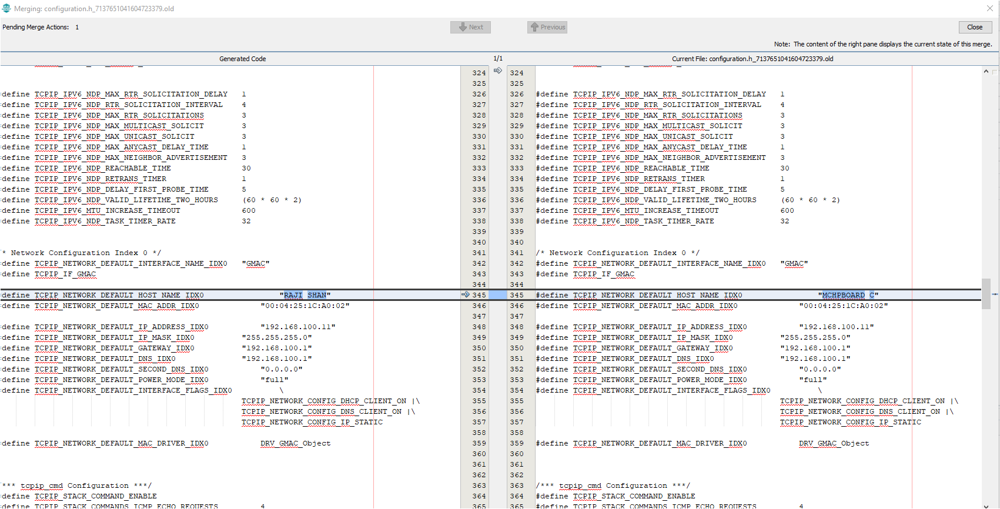 Merging: configuration.h_7137651041604723379.old
Pending Merge Actions: 1
Next
Previous
Close
Note: The content of the right pane displays the current state of this merge.
Generated Code
1/1
Current File: configuration.h_7137651041604723379.old
324 324
325 325
define TCPIP_IPV6_NDP_MAX_RTR_SOLICITATION_DELAY 1 326 326 #define TCPIP_IPV6_NDP_MAX_RTR_SOLICITATION_DELAY 1
define TCPIP_IPV6_NDP_RTR_SOLICITATION_INTERVAL 4 327 327 #define TCPIP_IPV6_NDP_RTR_SOLICITATION_INTERVAL 4
define TCPIP_IPV6_NDP_MAX_RTR_SOLICITATIONS 3 328 328 #define TCPIP_IPV6_NDP_MAX_RTR_SOLICITATIONS 3
define TCPIP_IPV6_NDP_MAX_MULTICAST_SOLICIT 3 329 329 #define TCPIP_IPV6_NDP_MAX_MULTICAST_SOLICIT 3
define TCPIP_IPV6_NDP_MAX_UNICAST_SOLICIT 3 330 330 #define TCPIP_IPV6_NDP_MAX_UNICAST_SOLICIT 3
define TCPIP_IPV6_NDP_MAX_ANYCAST_DELAY_TIME 1 331 331 #define TCPIP_IPV6_NDP_MAX_ANYCAST_DELAY_TIME 1
define TCPIP_IPV6_NDP_MAX_NEIGHBOR_ADVERTISEMENT 3 332 332 #define TCPIP_IPV6_NDP_MAX_NEIGHBOR_ADVERTISEMENT 3
define TCPIP_IPV6_NDP_REACHABLE_TIME 30 333 333 #define TCPIP_IPV6_NDP_REACHABLE_TIME 30
define TCPIP_IPV6_NDP_RETRANS_TIMER 1 334 334 #define TCPIP_IPV6_NDP_RETRANS_TIMER 1
define TCPIP_IPV6_NDP_DELAY_FIRST_PROBE_TIME 5 335 335 #define TCPIP_IPV6_NDP_DELAY_FIRST_PROBE_TIME 5
define TCPIP_IPV6_NDP_VALID_LIFETIME_TWO_HOURS (60 * 60 * 2) 336 336 #define TCPIP_IPV6_NDP_VALID_LIFETIME_TWO_HOURS (60 * 60 * 2)
define TCPIP_IPV6_MTU_INCREASE_TIMEOUT 600 337 337 #define TCPIP_IPV6_MTU_INCREASE_TIMEOUT 600
define TCPIP_IPV6_NDP_TASK_TIMER_RATE 32 338 338 #define TCPIP_IPV6_NDP_TASK_TIMER_RATE 32
339 339
340 340
* Network Configuration Index 0 */ 341 341 /* Network Configuration Index 0 */
define TCPIP_NETWORK_DEFAULT_INTERFACE_NAME_IDX0 "GMAC" 342 342 #define TCPIP_NETWORK_DEFAULT_INTERFACE_NAME_IDX0 "GMAC"
define TCPIP_IF_GMAC 343 343 #define TCPIP_IF_GMAC
344 344
define TCPIP_NETWORK_DEFAULT_HOST_NAME_IDX0 "RAJI_SHAN" 345 345 #define TCPIP_NETWORK_DEFAULT_HOST_NAME_IDX0 "MCHPBOARD_C"
define TCPIP_NETWORK_DEFAULT_MAC_ADDR_IDX0 "00:04:25:1C:A0:02" 346 346 #define TCPIP_NETWORK_DEFAULT_MAC_ADDR_IDX0 "00:04:25:1C:A0:02"
347 347
define TCPIP_NETWORK_DEFAULT_IP_ADDRESS_IDX0 "192.168.100.11" 348 348 #define TCPIP_NETWORK_DEFAULT_IP_ADDRESS_IDX0 "192.168.100.11"
define TCPIP_NETWORK_DEFAULT_IP_MASK_IDX0 "255.255.255.0" 349 349 #define TCPIP_NETWORK_DEFAULT_IP_MASK_IDX0 "255.255.255.0"
define TCPIP_NETWORK_DEFAULT_GATEWAY_IDX0 "192.168.100.1" 350 350 #define TCPIP_NETWORK_DEFAULT_GATEWAY_IDX0 "192.168.100.1"
define TCPIP_NETWORK_DEFAULT_DNS_IDX0 "192.168.100.1" 351 351 #define TCPIP_NETWORK_DEFAULT_DNS_IDX0 "192.168.100.1"
define TCPIP_NETWORK_DEFAULT_SECOND_DNS_IDX0 "0.0.0.0" 352 352 #define TCPIP_NETWORK_DEFAULT_SECOND_DNS_IDX0 "0.0.0.0"
define TCPIP_NETWORK_DEFAULT_POWER_MODE_IDX0 "full" 353 353 #define TCPIP_NETWORK_DEFAULT_POWER_MODE_IDX0 "full"
define TCPIP_NETWORK_DEFAULT_INTERFACE_FLAGS_IDX0 \ 354 354 #define TCPIP_NETWORK_DEFAULT_INTERFACE_FLAGS_IDX0 \
TCPIP_NETWORK_CONFIG_DHCP_CLIENT_ON |\ 355 355 TCPIP_NETWORK_CONFIG_DHCP_CLIENT_ON |\
TCPIP_NETWORK_CONFIG_DNS_CLIENT_ON |\ 356 356 TCPIP_NETWORK_CONFIG_DNS_CLIENT_ON |\
TCPIP_NETWORK_CONFIG_IP_STATIC 357 357 TCPIP_NETWORK_CONFIG_IP_STATIC
358 358
define TCPIP_NETWORK_DEFAULT_MAC_DRIVER_IDX0 DRV_GMAC_Object 359 359 #define TCPIP_NETWORK_DEFAULT_MAC_DRIVER_IDX0 DRV_GMAC_Object
360 360
361 361
362 362
*** tcpip_cmd Configuration ***/ 363 363 /*** tcpip_cmd Configuration ***/
define TCPIP_STACK_COMMAND_ENABLE 364 364 #define TCPIP_STACK_COMMAND_ENABLE
define TCPIP_STACK_COMMANDS_ICMP_ECHO_REQUESTS 4 365 365 #define TCPIP_STACK_COMMANDS_ICMP_ECHO_REQUESTS 4